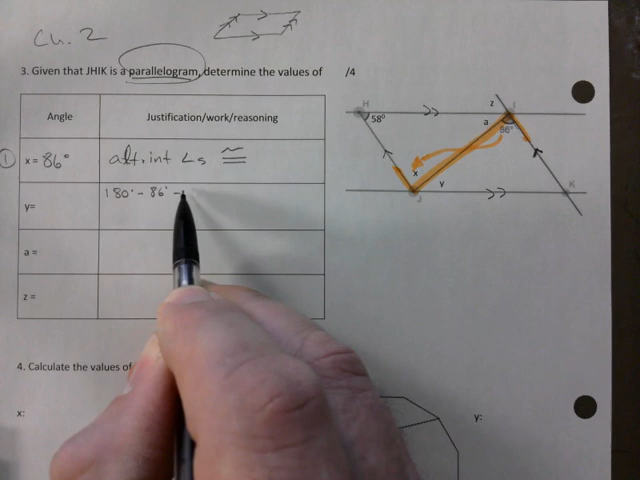 Ch. 2
3. Given that JHIK is a parallelogram, determine the values of /4
Angle Justification/work/reasoning
1 x = 86° alt. int ∠s ≅
y= 180° - 86° -
a =
z =
H
58°
z
I
a
86°
x
J
y
K
4. Calculate the values of
x:
y: